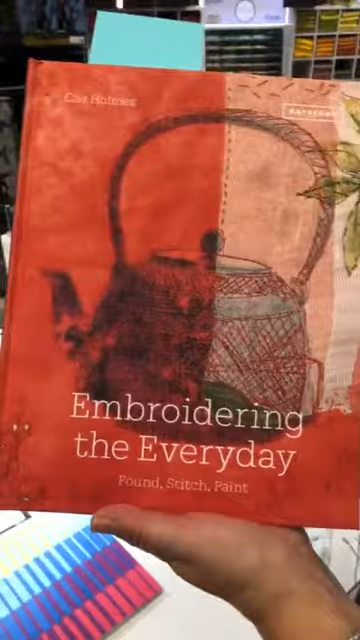 Cas Holmes
BATSFORD
Embroidering
the Everyday
Found, Stitch, Paint